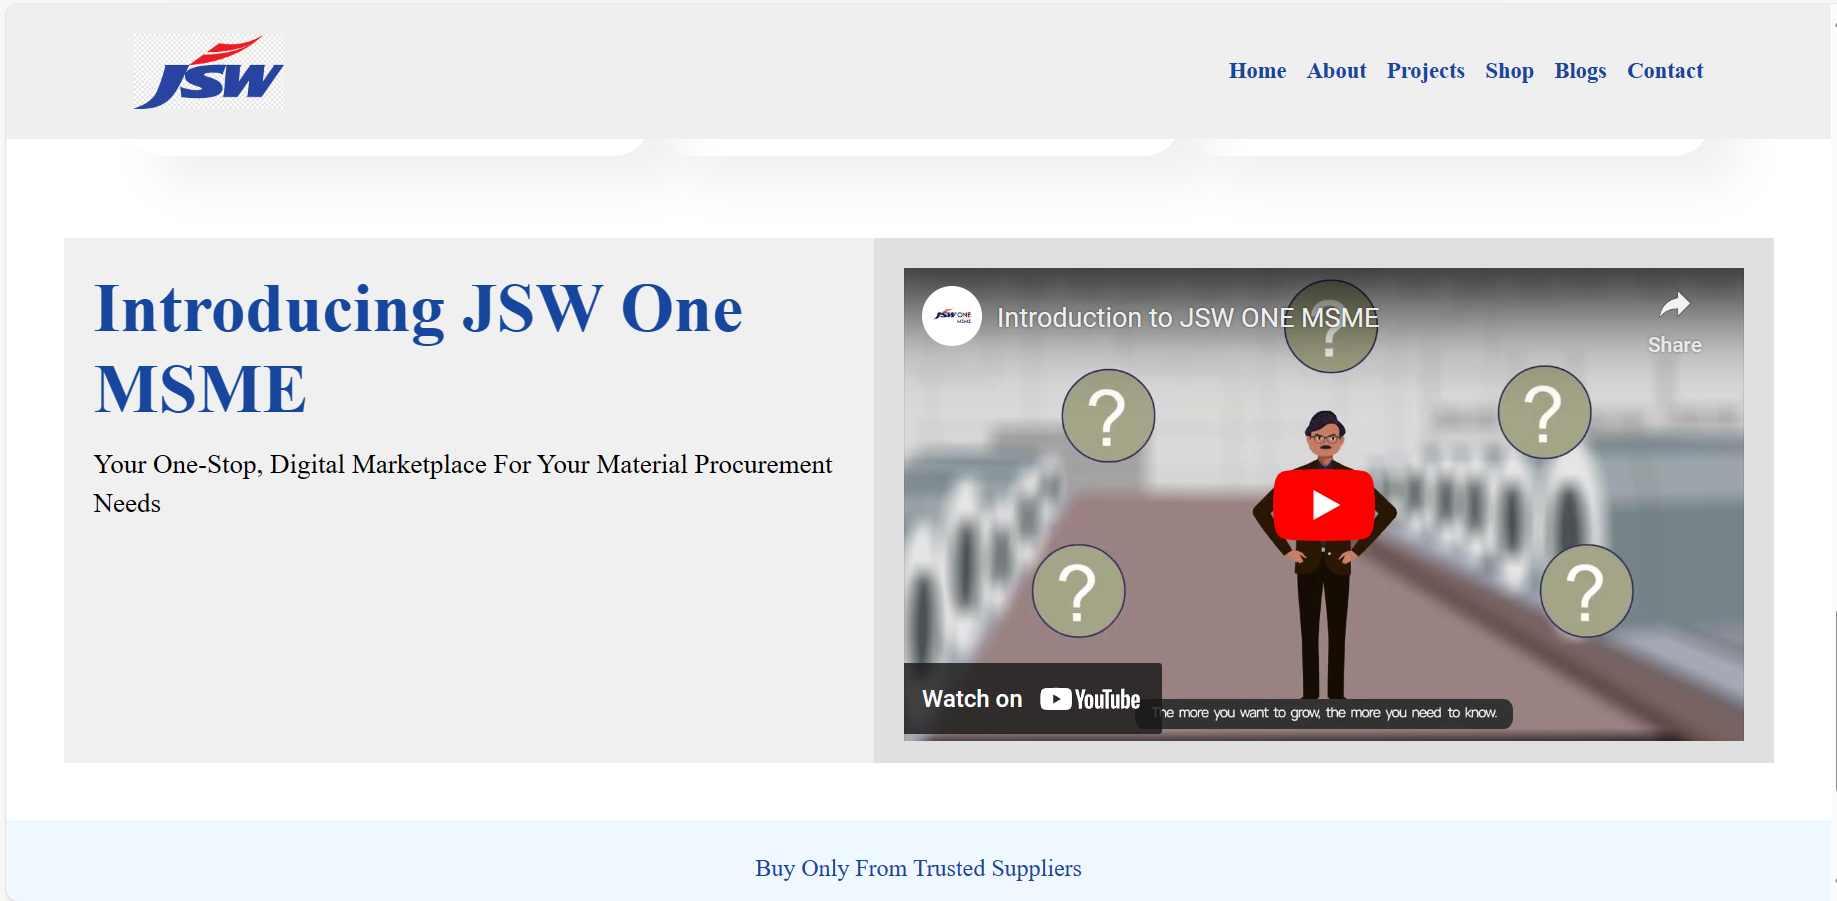 JSW
Home About Projects Shop Blogs Contact
Introducing JSW One
MSME
Your One-Stop, Digital Marketplace For Your Material Procurement
Needs
JSW ONE
MSME
Introduction to JSW ONE MSME
Share
?
?
?
?
?
Watch on YouTube
The more you want to grow, the more you need to know.
Buy Only From Trusted Suppliers